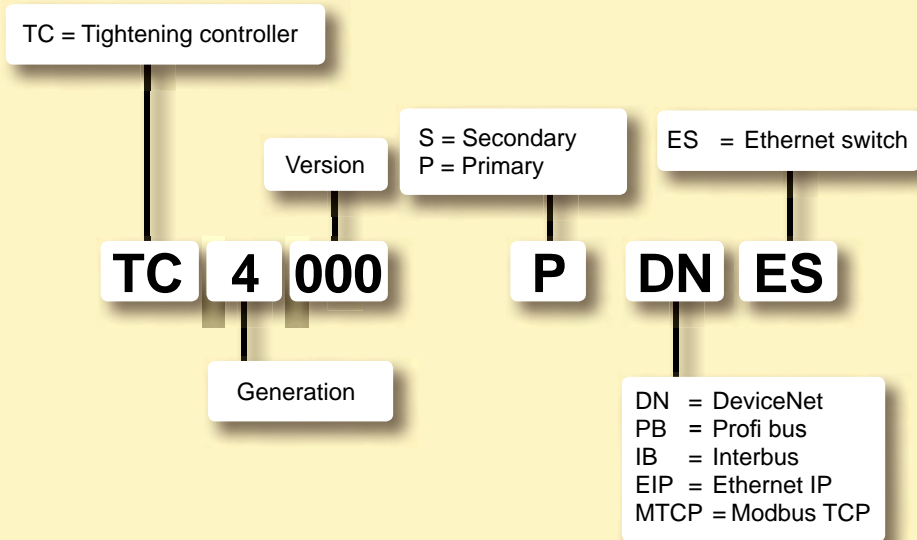 TC = Tightening controller
Version
S = Secondary
P = Primary
ES = Ethernet switch
TC 4 000 P DN ES
Generation
DN = DeviceNet
PB = Profi bus
IB = Interbus
EIP = Ethernet IP
MTCP = Modbus TCP